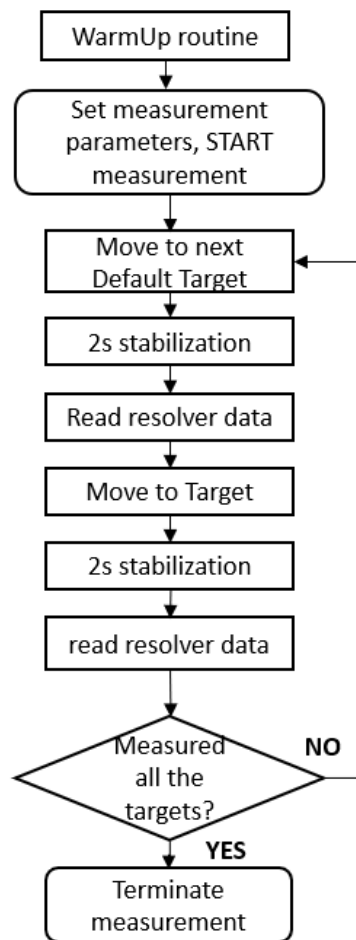 WarmUp routine
Set measurement
parameters, START
measurement
Move to next
Default Target
2s stabilization
Read resolver data
Move to Target
2s stabilization
read resolver data
Measured
all the
targets?
NO
YES
Terminate
measurement